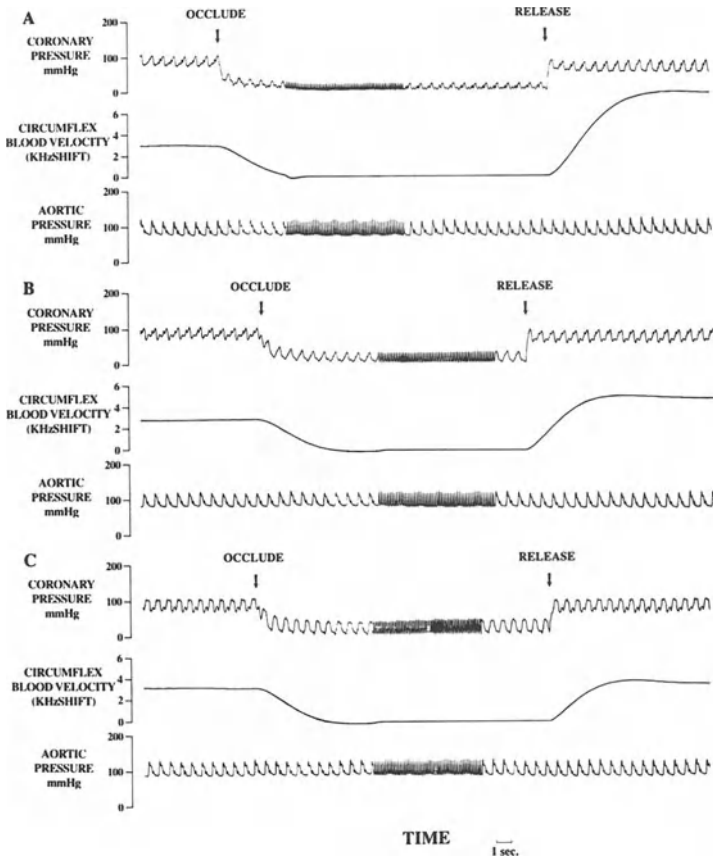 A
OCCLUDE
RELEASE
CORONARY
PRESSURE
mmHg
200
100
0
CIRCUMFLEX
BLOOD VELOCITY
(KHzSHIFT)
6
4
2
0
AORTIC
PRESSURE
mmHg
200
100
0
B
OCCLUDE
RELEASE
CORONARY
PRESSURE
mmHg
200
100
0
CIRCUMFLEX
BLOOD VELOCITY
(KHzSHIFT)
6
4
2
0
AORTIC
PRESSURE
mmHg
200
100
0
C
OCCLUDE
RELEASE
CORONARY
PRESSURE
mmHg
200
100
0
CIRCUMFLEX
BLOOD VELOCITY
(KHzSHIFT)
6
4
2
0
AORTIC
PRESSURE
mmHg
200
100
0
TIME
1 sec.